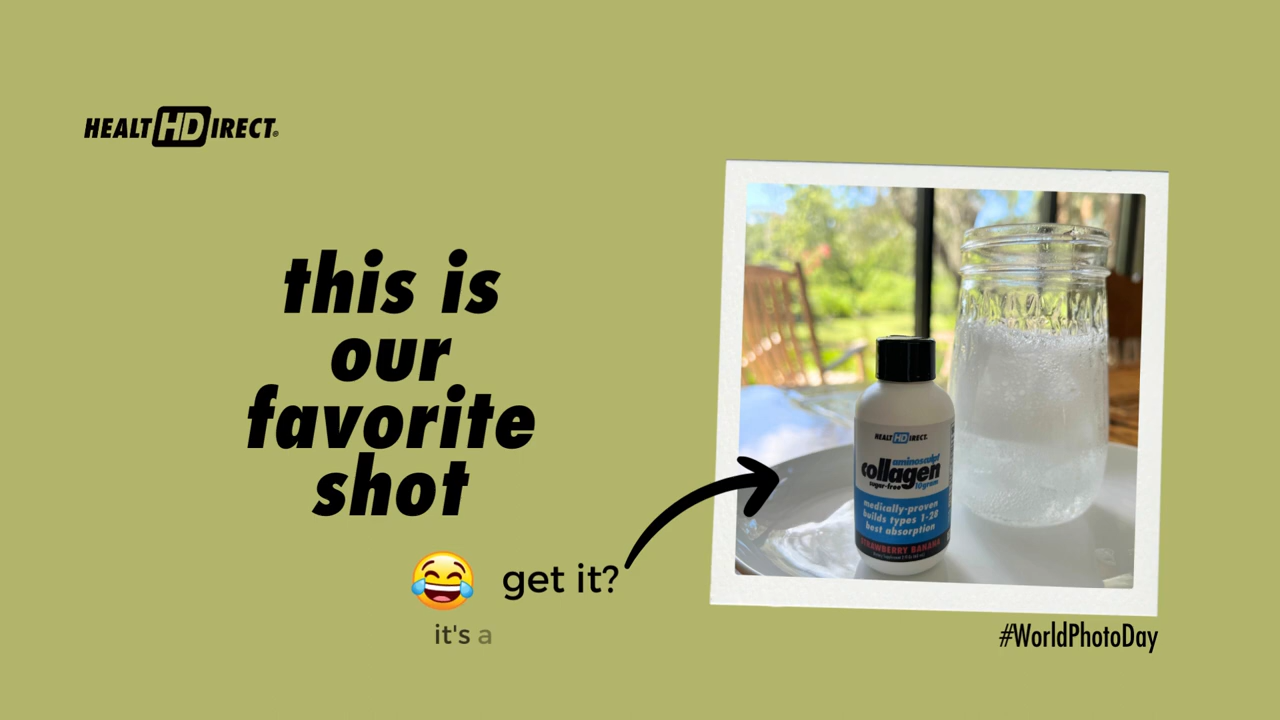 HEALTHDIRECT®
this is
our
favorite
shot
😂 get it?
it's a
HEALTHDIRECT
aminosculpt
collagen
sugar-free 10gram
medically-proven
builds types 1-28
best absorption
STRAWBERRY BANANA
#WorldPhotoDay